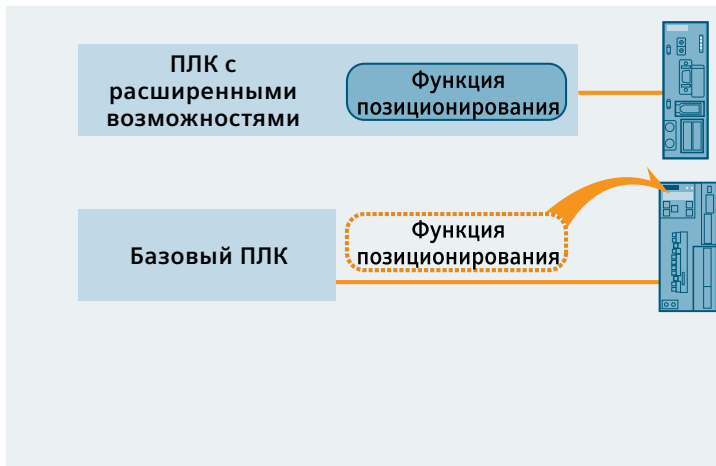 ПЛК с
расширенными
возможностями
Функция
позиционирования
Базовый ПЛК
Функция
позиционирования